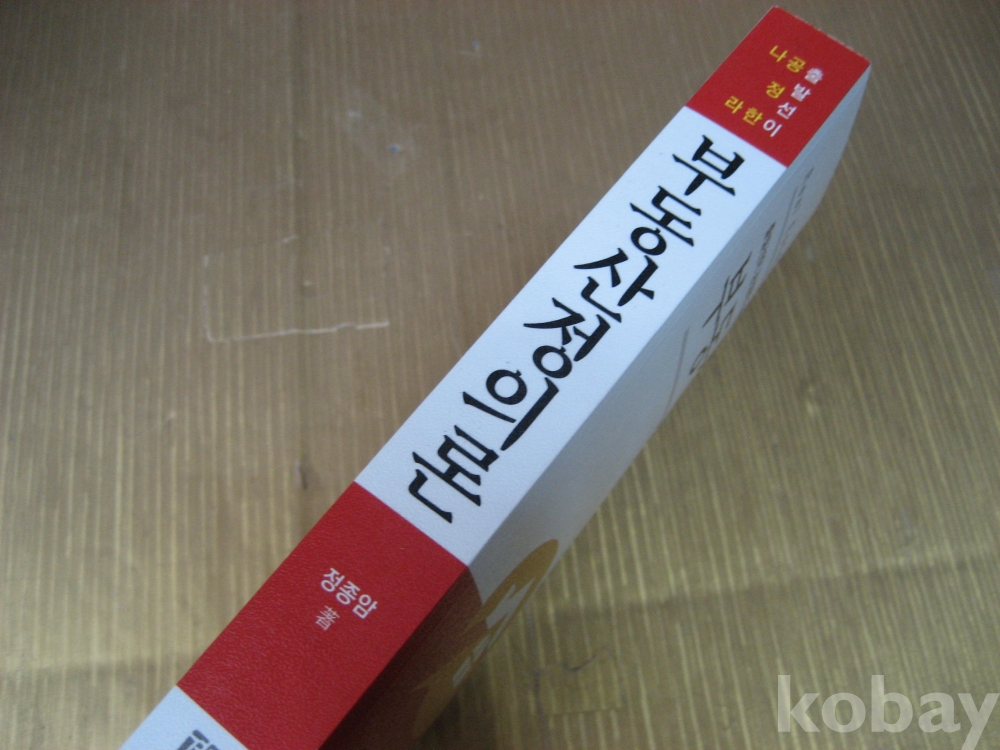 출발선이
공정한
나라
부동산정의론
정종암 著
kobay